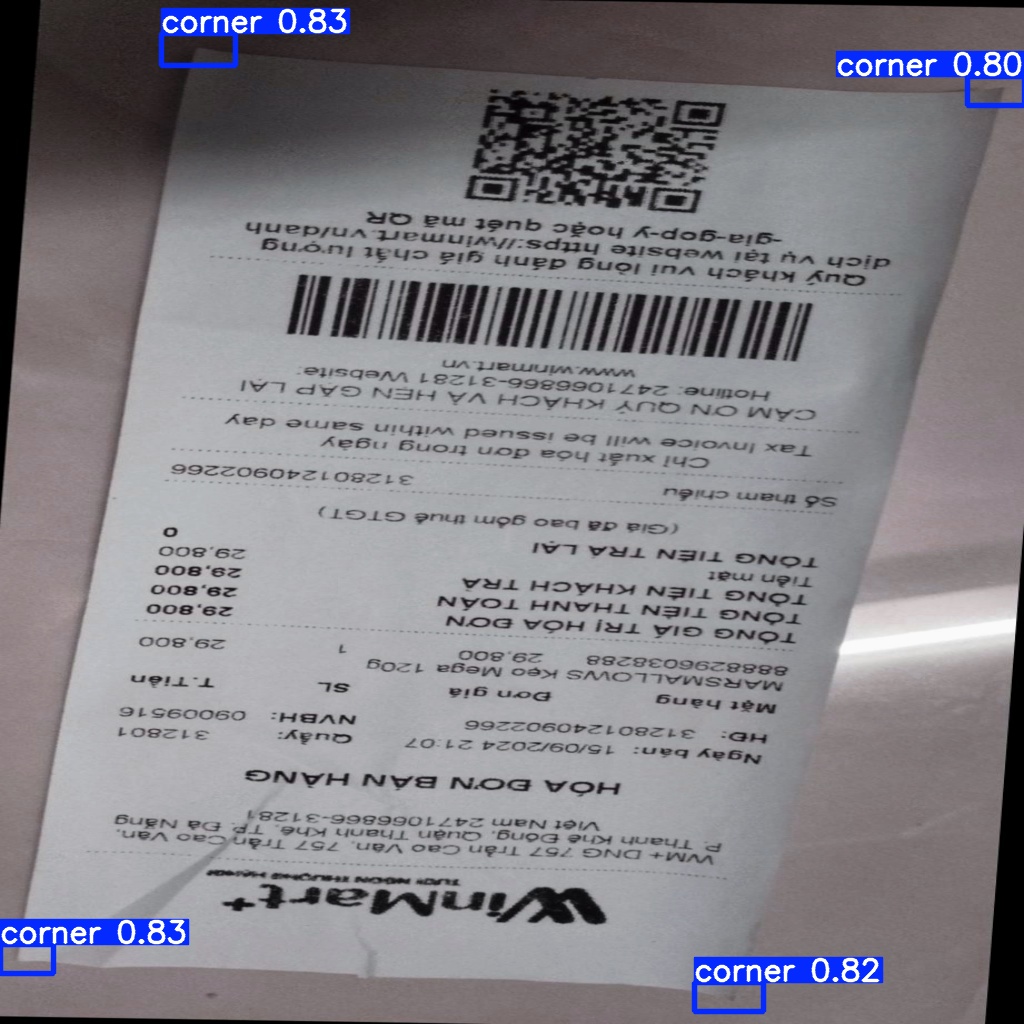 corner 0.83
corner 0.80
corner 0.83
corner 0.82
WinMart+
TƯƠI NGON THƯỢNG HẠNG
WM+ DNG 757 Trần Cao Vân, 757 Trần Cao Vân,
P. Thanh Khê Đông, Quận Thanh Khê, TP. Đà Nẵng
Việt Nam 2471066866-31281
HÓA ĐƠN BÁN HÀNG
Ngày bán: 15/09/2024 21:07 Quầy: 312801
HĐ: 312801240902266 NVBH: 09009516
Mặt hàng Đơn giá SL T.Tiền
MARSMALLOWS Kẹo Mega 120g
8888296038288 29,800 1 29,800
TỔNG GIÁ TRỊ HÓA ĐƠN 29,800
TỔNG TIỀN THANH TOÁN 29,800
TỔNG TIỀN KHÁCH TRẢ 29,800
Tiền mặt 29,800
TỔNG TIỀN TRẢ LẠI 0
(Giá đã bao gồm thuế GTGT)
Số tham chiếu 312801240902266
Chỉ xuất hóa đơn trong ngày
Tax Invoice will be issued within same day
CẢM ƠN QUÝ KHÁCH VÀ HẸN GẶP LẠI
Hotline: 2471066866-31281 Website:
www.winmart.vn
Quý khách vui lòng đánh giá chất lượng
dịch vụ tại website https://winmart.vn/danh
-gia-gop-y hoặc quét mã QR